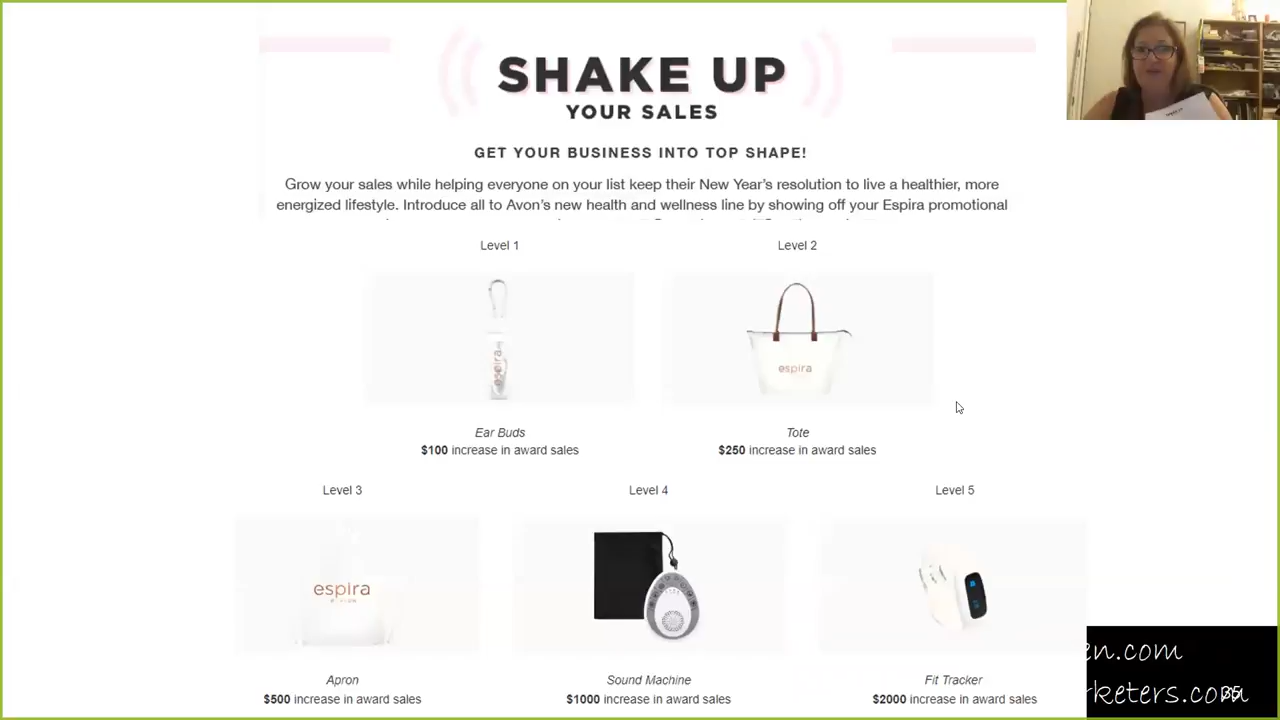 SHAKE UP
YOUR SALES
GET YOUR BUSINESS INTO TOP SHAPE!
Grow your sales while helping everyone on your list keep their New Year's resolution to live a healthier, more
energized lifestyle. Introduce all to Avon's new health and wellness line by showing off your Espira promotional
Level 1
Level 2
espira
espira
Ear Buds
$100 increase in award sales
Tote
$250 increase in award sales
Level 3
Level 4
Level 5
espira
Apron
$500 increase in award sales
Sound Machine
$1000 increase in award sales
Fit Tracker
$2000 increase in award sales
en.com
rketers.com
35